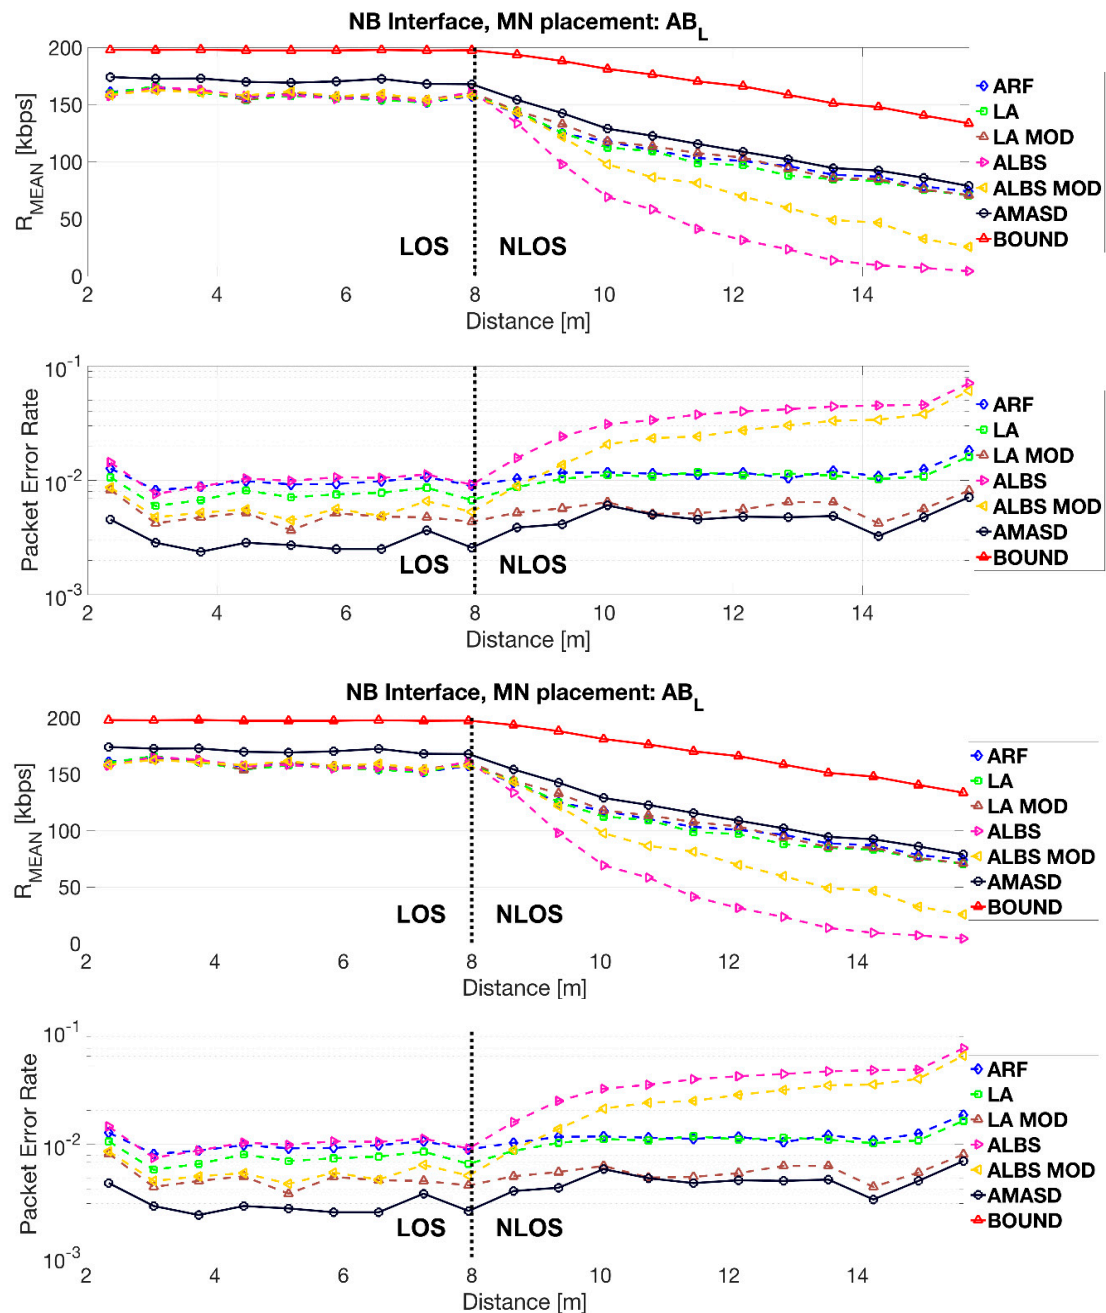 NB Interface, MN placement: AB_L
R_MEAN [kbps]
200
150
100
50
0
LOS NLOS
2 4 6 8 10 12 14
Distance [m]
ARF
LA
LA MOD
ALBS
ALBS MOD
AMASD
BOUND
Packet Error Rate
10^-1
10^-2
10^-3
LOS NLOS
2 4 6 8 10 12 14
Distance [m]
ARF
LA
LA MOD
ALBS
ALBS MOD
AMASD
BOUND
NB Interface, MN placement: AB_L
R_MEAN [kbps]
200
150
100
50
0
LOS NLOS
2 4 6 8 10 12 14
Distance [m]
ARF
LA
LA MOD
ALBS
ALBS MOD
AMASD
BOUND
Packet Error Rate
10^-1
10^-2
10^-3
LOS NLOS
2 4 6 8 10 12 14
Distance [m]
ARF
LA
LA MOD
ALBS
ALBS MOD
AMASD
BOUND